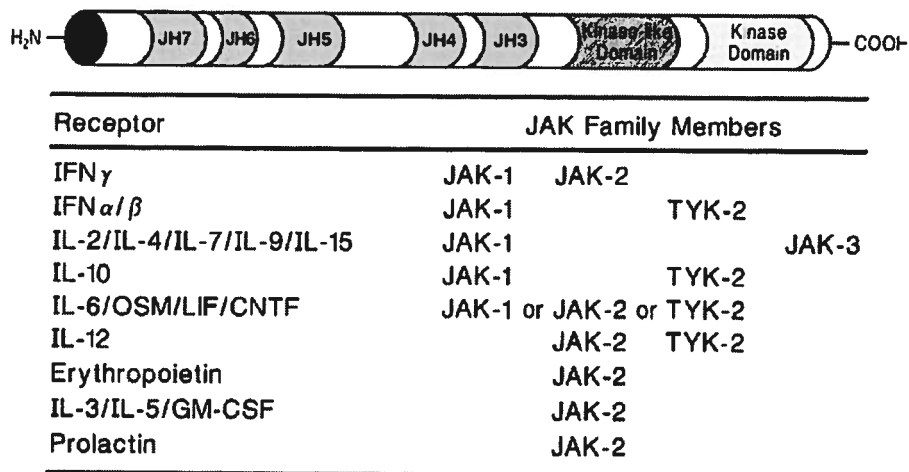 H₂N JH7 JH6 JH5 JH4 JH3 Kinase-like Domain Kinase Domain COOH
Receptor JAK Family Members
IFNγ JAK-1 JAK-2
IFNα/β JAK-1 TYK-2
IL-2/IL-4/IL-7/IL-9/IL-15 JAK-1 JAK-3
IL-10 JAK-1 TYK-2
IL-6/OSM/LIF/CNTF JAK-1 or JAK-2 or TYK-2
IL-12 JAK-2 TYK-2
Erythropoietin JAK-2
IL-3/IL-5/GM-CSF JAK-2
Prolactin JAK-2